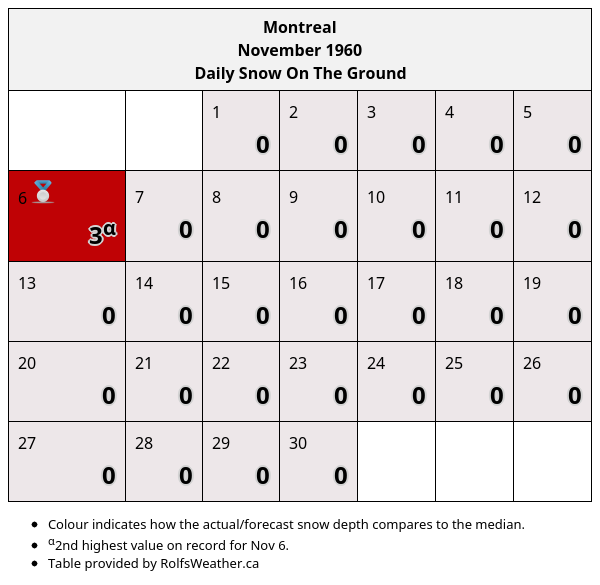 Montreal
November 1960
Daily Snow On The Ground
1 2 3 4 5
0 0 0 0 0
6 7 8 9 10 11 12
3α 0 0 0 0 0 0
13 14 15 16 17 18 19
0 0 0 0 0 0 0
20 21 22 23 24 25 26
0 0 0 0 0 0 0
27 28 29 30
0 0 0 0
Colour indicates how the actual/forecast snow depth compares to the median.
α2nd highest value on record for Nov 6.
Table provided by RolfsWeather.ca